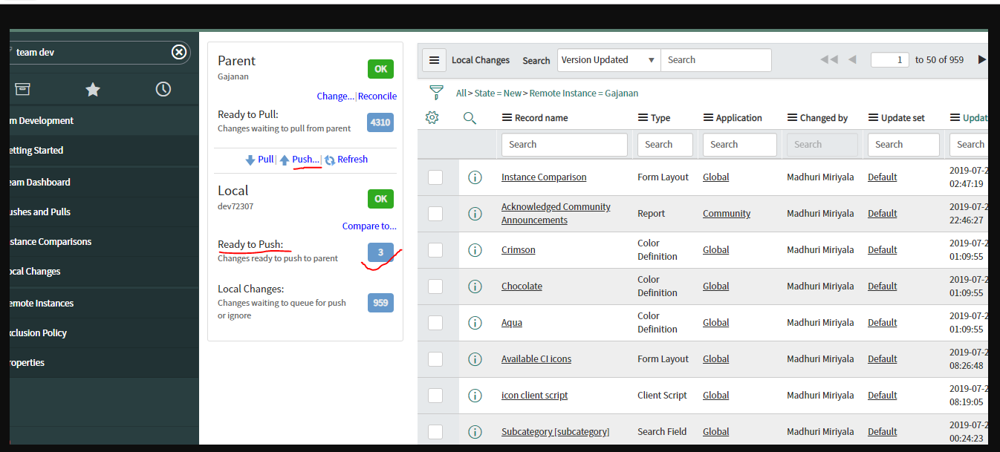 team dev
m Development
etting Started
eam Dashboard
ushes and Pulls
stance Comparisons
ocal Changes
emote Instances
xclusion Policy
roperties
Parent
Gajanan
OK
Change...|Reconcile
Ready to Pull:
Changes waiting to pull from parent
4310
Pull| Push...| Refresh
Local
dev72307
OK
Compare to...
Ready to Push:
Changes ready to push to parent
3
Local Changes:
Changes waiting to queue for push
or ignore
959
Local Changes Search Version Updated ▼ Search 1 to 50 of 959
All > State = New > Remote Instance = Gajanan
Record name Type Application Changed by Update set Updat
Search Search Search Search Search Search
Instance Comparison Form Layout Global Madhuri Miriyala Default 2019-07-2
02:47:19
Acknowledged Community
Announcements Report Community Madhuri Miriyala Default 2019-07-2
22:46:27
Crimson Color
Definition Global Madhuri Miriyala Default 2019-07-2
01:09:55
Chocolate Color
Definition Global Madhuri Miriyala Default 2019-07-2
01:09:55
Aqua Color
Definition Global Madhuri Miriyala Default 2019-07-2
01:09:55
Available CI icons Form Layout Global Madhuri Miriyala Default 2019-07-2
08:26:48
icon client script Client Script Global Madhuri Miriyala Default 2019-07-2
08:19:05
Subcategory [subcategory] Search Field Global Madhuri Miriyala Default 2019-07-2
00:24:23